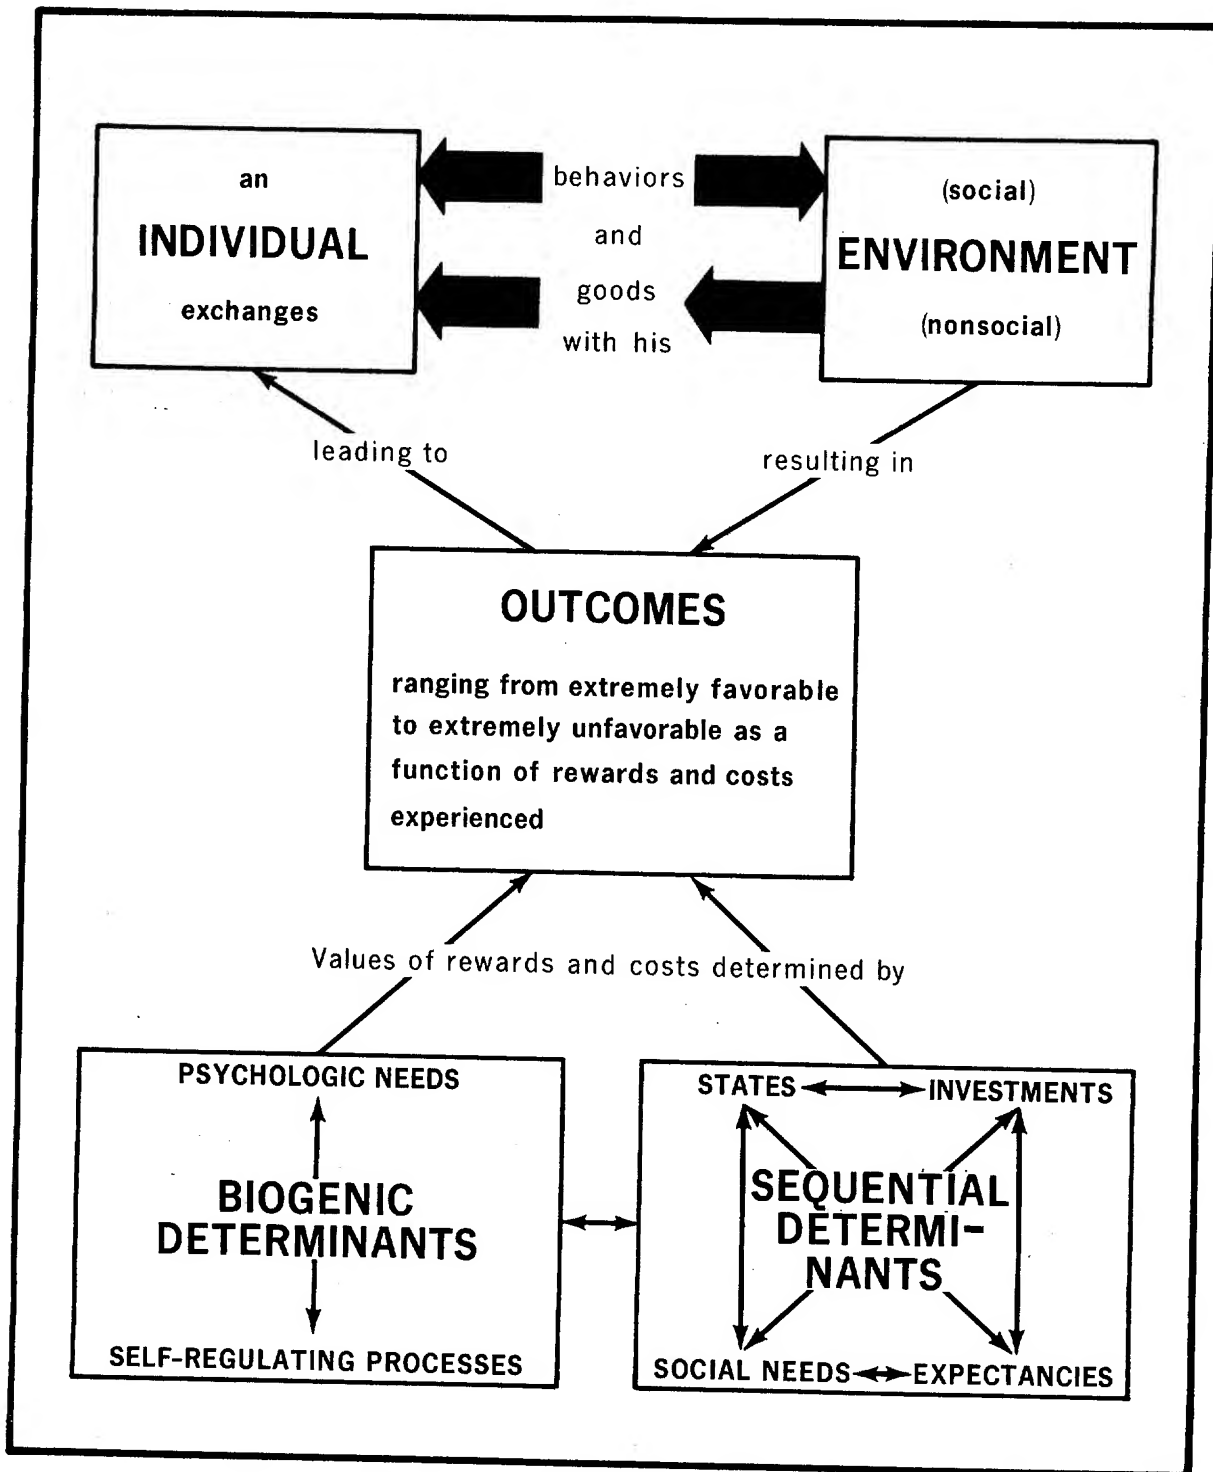 an
INDIVIDUAL
exchanges
behaviors
and
goods
with his
(social)
ENVIRONMENT
(nonsocial)
leading to
resulting in
OUTCOMES
ranging from extremely favorable
to extremely unfavorable as a
function of rewards and costs
experienced
Values of rewards and costs determined by
PSYCHOLOGIC NEEDS
BIOGENIC
DETERMINANTS
SELF-REGULATING PROCESSES
STATES
INVESTMENTS
SEQUENTIAL
DETERMI-
NANTS
SOCIAL NEEDS
EXPECTANCIES